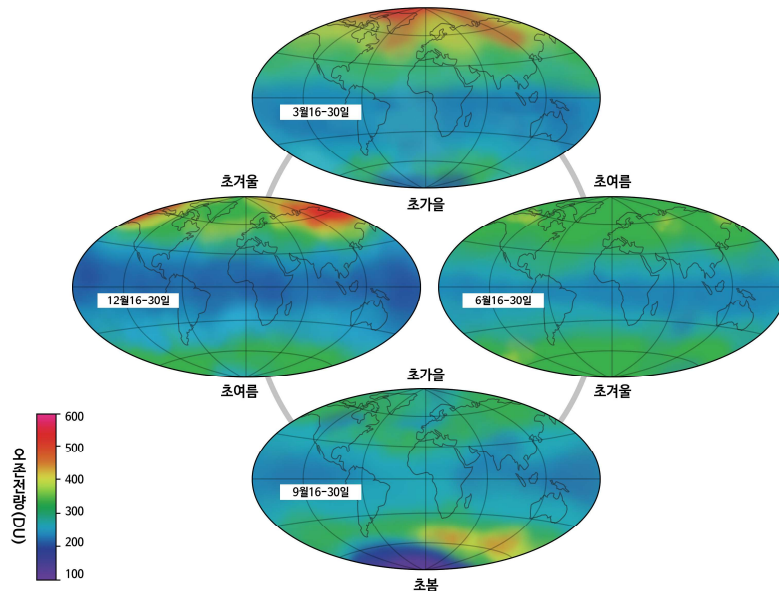 3월16-30일
초겨울
초가을
초여름
12월16-30일
6월16-30일
초여름
초가을
초겨울
9월16-30일
초봄
오존전량(DU)
600
500
400
300
200
100